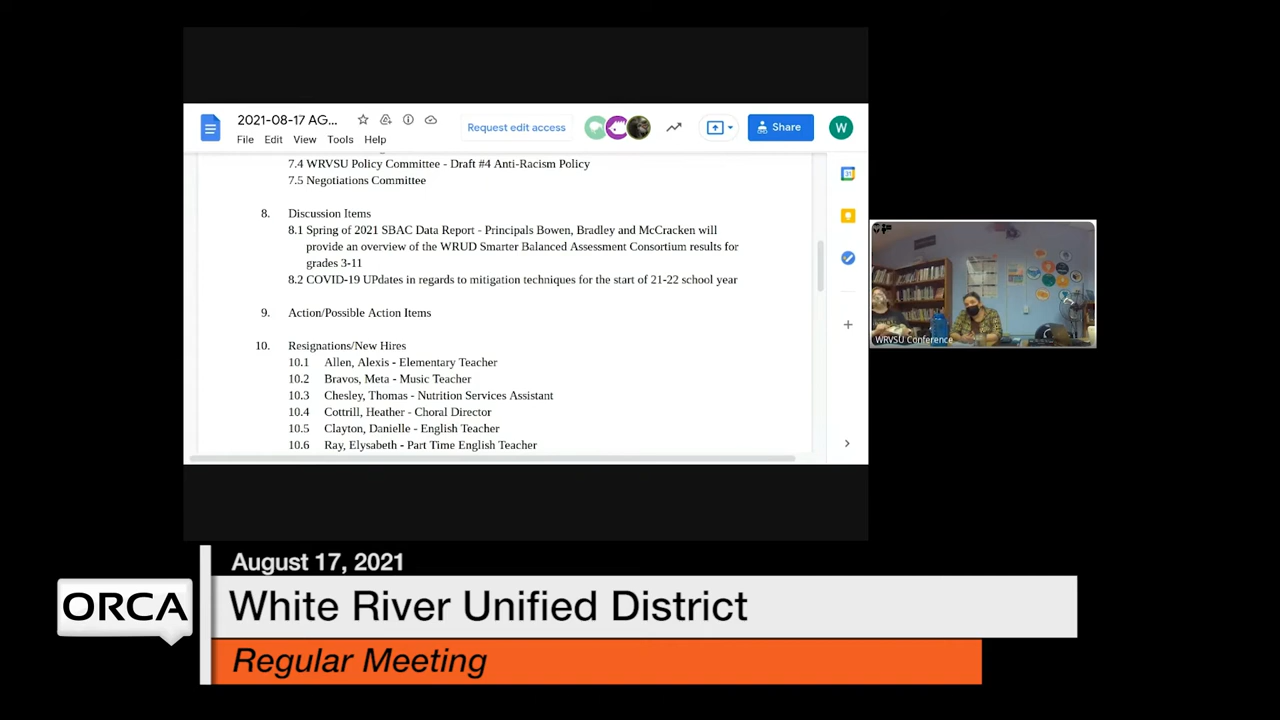 2021-08-17 AG...
Request edit access
Share
W
File Edit View Tools Help
7.4 WRVSU Policy Committee - Draft #4 Anti-Racism Policy
7.5 Negotiations Committee
8. Discussion Items
8.1 Spring of 2021 SBAC Data Report - Principals Bowen, Bradley and McCracken will
provide an overview of the WRUD Smarter Balanced Assessment Consortium results for
grades 3-11
8.2 COVID-19 UPdates in regards to mitigation techniques for the start of 21-22 school year
9. Action/Possible Action Items
10. Resignations/New Hires
10.1 Allen, Alexis - Elementary Teacher
10.2 Bravos, Meta - Music Teacher
10.3 Chesley, Thomas - Nutrition Services Assistant
10.4 Cottrill, Heather - Choral Director
10.5 Clayton, Danielle - English Teacher
10.6 Ray, Elysabeth - Part Time English Teacher
31
WRVSU Conference
August 17, 2021
ORCA
White River Unified District
Regular Meeting